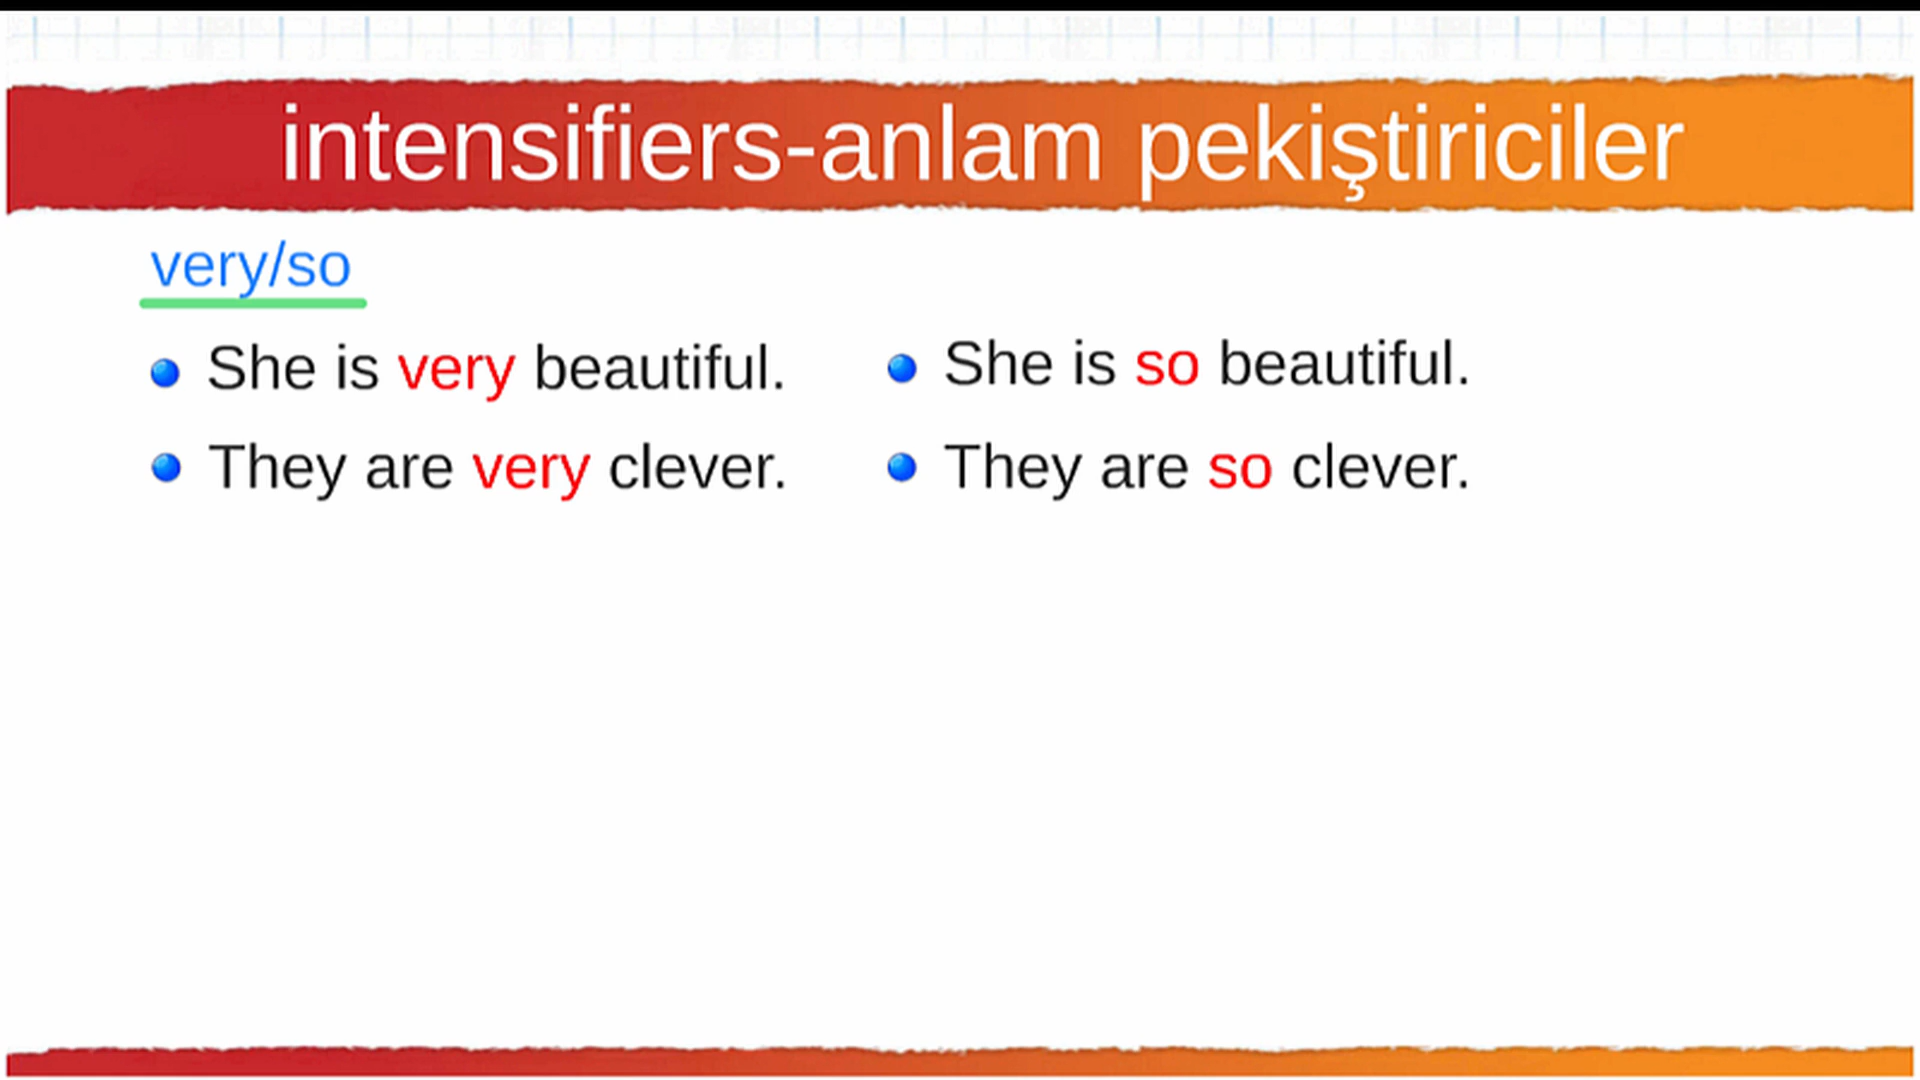 intensifiers-anlam pekiştiriciler
very/so
She is very beautiful.
They are very clever.
She is so beautiful.
They are so clever.